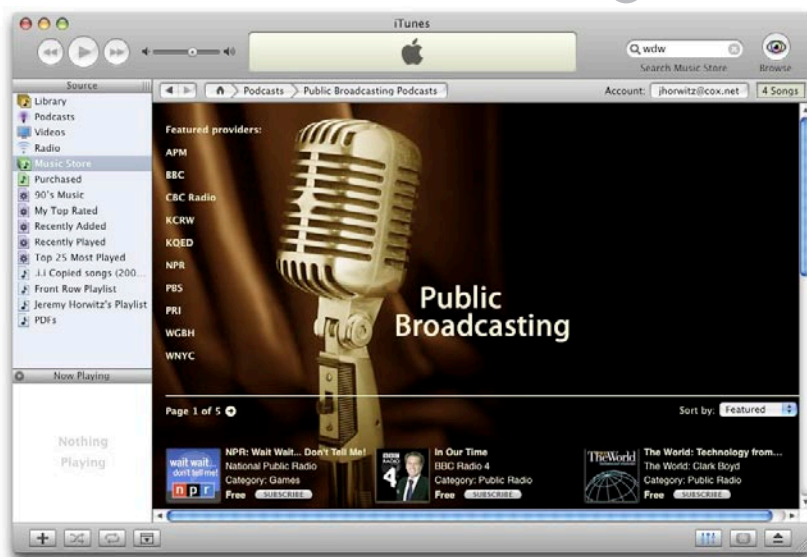 iTunes
wdw
Search Music Store
Browse
Source
Library
Podcasts
Videos
Radio
Music Store
Purchased
90's Music
My Top Rated
Recently Added
Recently Played
Top 25 Most Played
.i.i Copied songs (200...
Front Row Playlist
Jeremy Horwitz's Playlist
PDFs
Now Playing
Nothing
Playing
Podcasts
Public Broadcasting Podcasts
Account: jhorwitz@cox.net
4 Songs
Featured providers:
APM
BBC
CBC Radio
KCRW
KQED
NPR
PBS
PRI
WGBH
WNYC
Public
Broadcasting
Page 1 of 5
Sort by: Featured
wait wait...
don't tell me!
npr
NPR: Wait Wait... Don't Tell Me!
National Public Radio
Category: Games
Free SUBSCRIBE
BBC
RADIO
4
In Our Time
BBC Radio 4
Category: Public Radio
Free SUBSCRIBE
TheWorld
The World: Technology from...
The World: Clark Boyd
Category: Public Radio
Free SUBSCRIBE